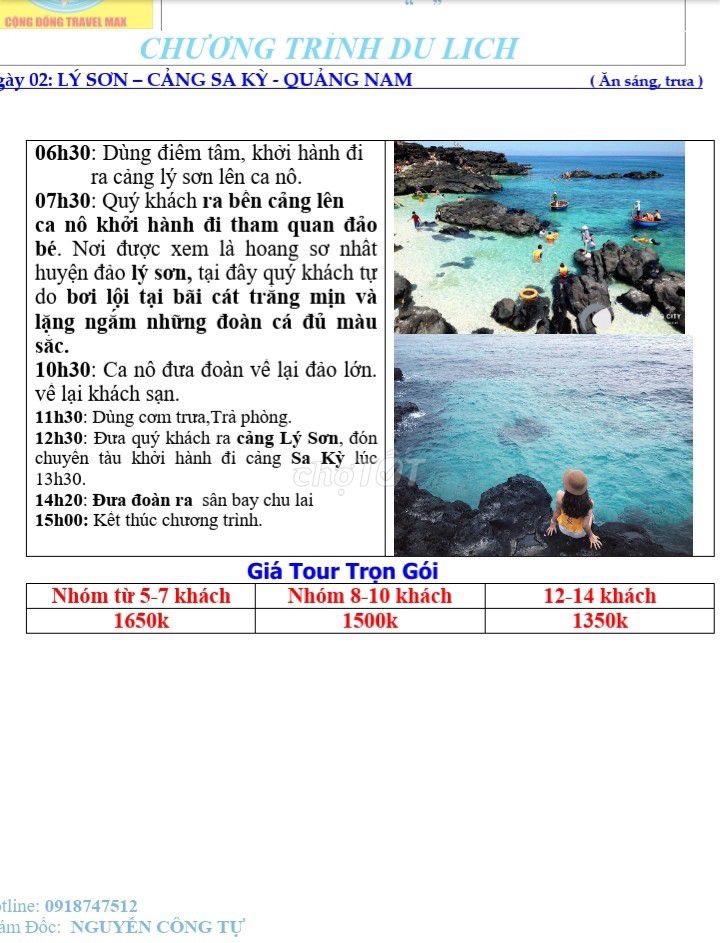 CỘNG ĐỒNG TRAVEL MAX
CHƯƠNG TRÌNH DU LỊCH
gày 02: LÝ SƠN – CẢNG SA KỲ - QUẢNG NAM ( Ăn sáng, trưa )
06h30: Dùng điểm tâm, khởi hành đi
ra cảng lý sơn lên ca nô.
07h30: Quý khách ra bến cảng lên
ca nô khởi hành đi tham quan đảo
bé. Nơi được xem là hoang sơ nhất
huyện đảo lý sơn, tại đây quý khách tự
do bơi lội tại bãi cát trắng mịn và
lặng ngắm những đoàn cá đủ màu
sắc.
10h30: Ca nô đưa đoàn về lại đảo lớn.
về lại khách sạn.
11h30: Dùng cơm trưa,Trả phòng.
12h30: Đưa quý khách ra cảng Lý Sơn, đón
chuyến tàu khởi hành đi cảng Sa Kỳ lúc
13h30.
14h20: Đưa đoàn ra sân bay chu lai
15h00: Kết thúc chương trình.
CITY
chợTỐT
Giá Tour Trọn Gói
Nhóm từ 5-7 khách Nhóm 8-10 khách 12-14 khách
1650k 1500k 1350k
otline: 0918747512
ám Đốc: NGUYỄN CÔNG TỰ